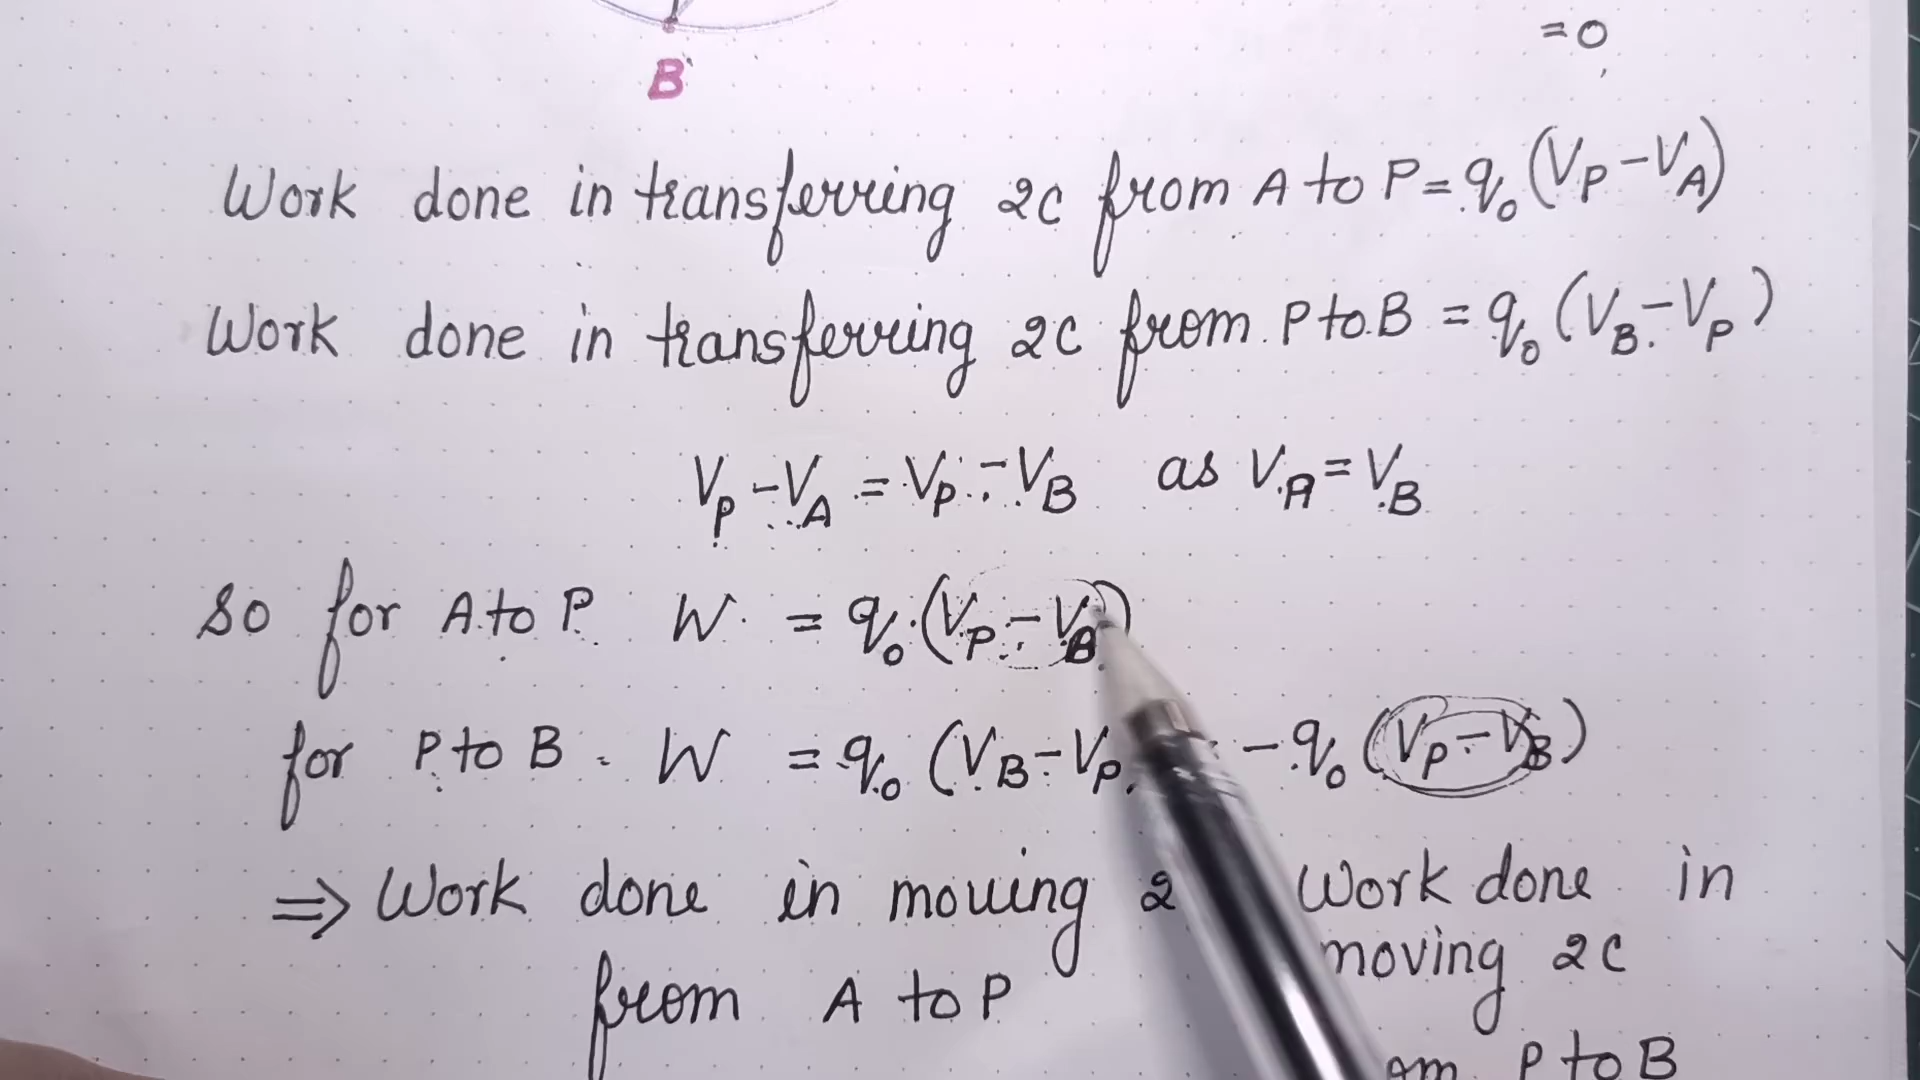 = 0
B
Work done in transferring 2C from A to P = q₀ (V_P - V_A)
Work done in transferring 2C from P to B = q₀ (V_B - V_P)
V_P - V_A = V_P - V_B as V_A = V_B
So for A to P W = q₀ (V_P - V_B)
for P to B W = q₀ (V_B - V_P - q₀ (V_P - V_B)
⇒ Work done in moving 2 Work done in
moving 2C
from A to P
P to B